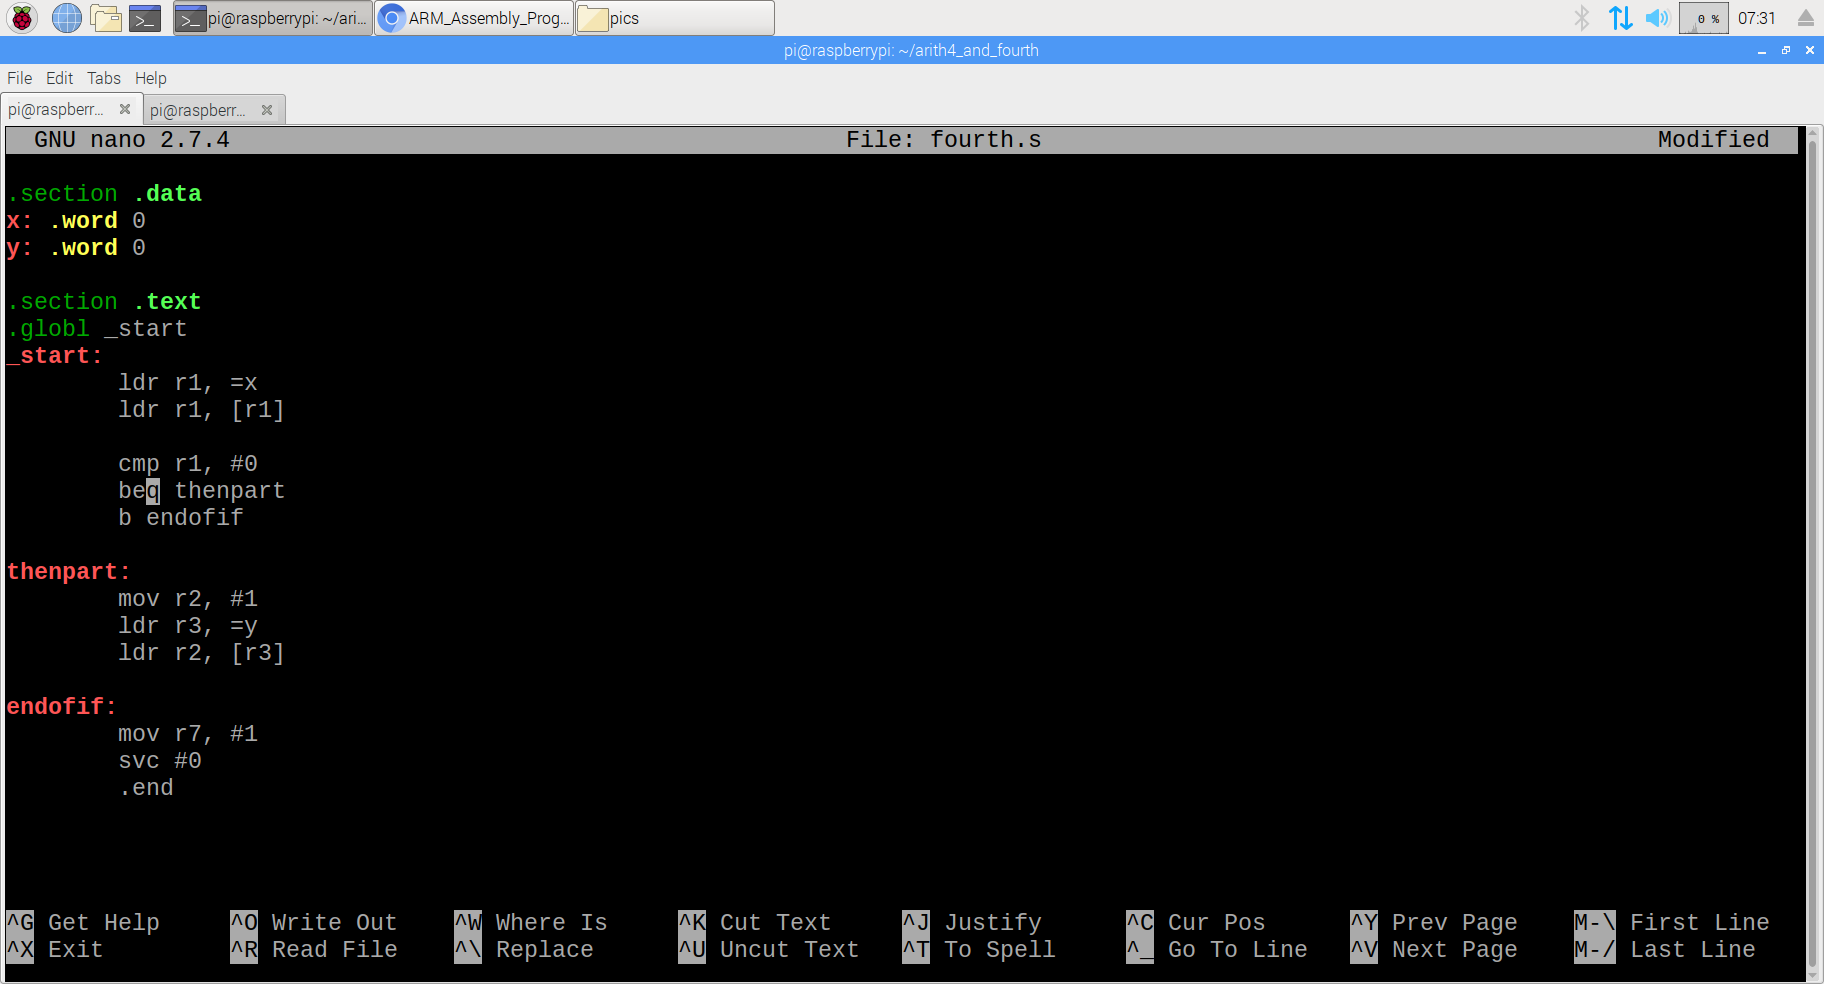 pi@raspberrypi: ~/ari... ARM_Assembly_Prog... pics 0 % 07:31
pi@raspberrypi: ~/arith4_and_fourth
File Edit Tabs Help
pi@raspberr... pi@raspberr...
GNU nano 2.7.4 File: fourth.s Modified
.section .data
x: .word 0
y: .word 0
.section .text
.globl _start
_start:
ldr r1, =x
ldr r1, [r1]
cmp r1, #0
beq thenpart
b endofif
thenpart:
mov r2, #1
ldr r3, =y
ldr r2, [r3]
endofif:
mov r7, #1
svc #0
.end
^G Get Help ^O Write Out ^W Where Is ^K Cut Text ^J Justify ^C Cur Pos ^Y Prev Page M-\ First Line
^X Exit ^R Read File ^\ Replace ^U Uncut Text ^T To Spell ^_ Go To Line ^V Next Page M-/ Last Line